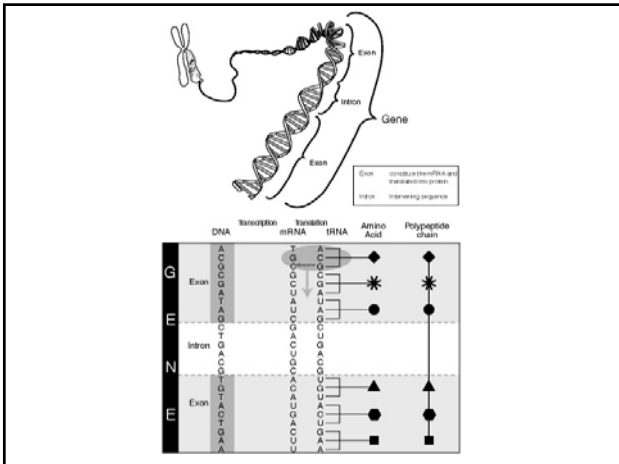 Exon
Intron
Gene
Exon
Exon constitute the mRNA and
translated into protein
Intron Intervening sequence
Transcription Translation
DNA mRNA tRNA Amino
Acid Polypeptide
chain
G
E
N
E
Exon
Intron
Exon
A
C
G
C
G
A
T
A
G
C
T
G
A
C
G
T
G
T
A
C
T
G
A
A
T
G
C
G
C
U
A
U
C
G
A
C
U
G
C
A
C
A
U
G
A
C
U
U
A
C
G
C
G
A
U
A
G
C
U
G
A
C
G
U
G
U
A
C
U
G
A
A